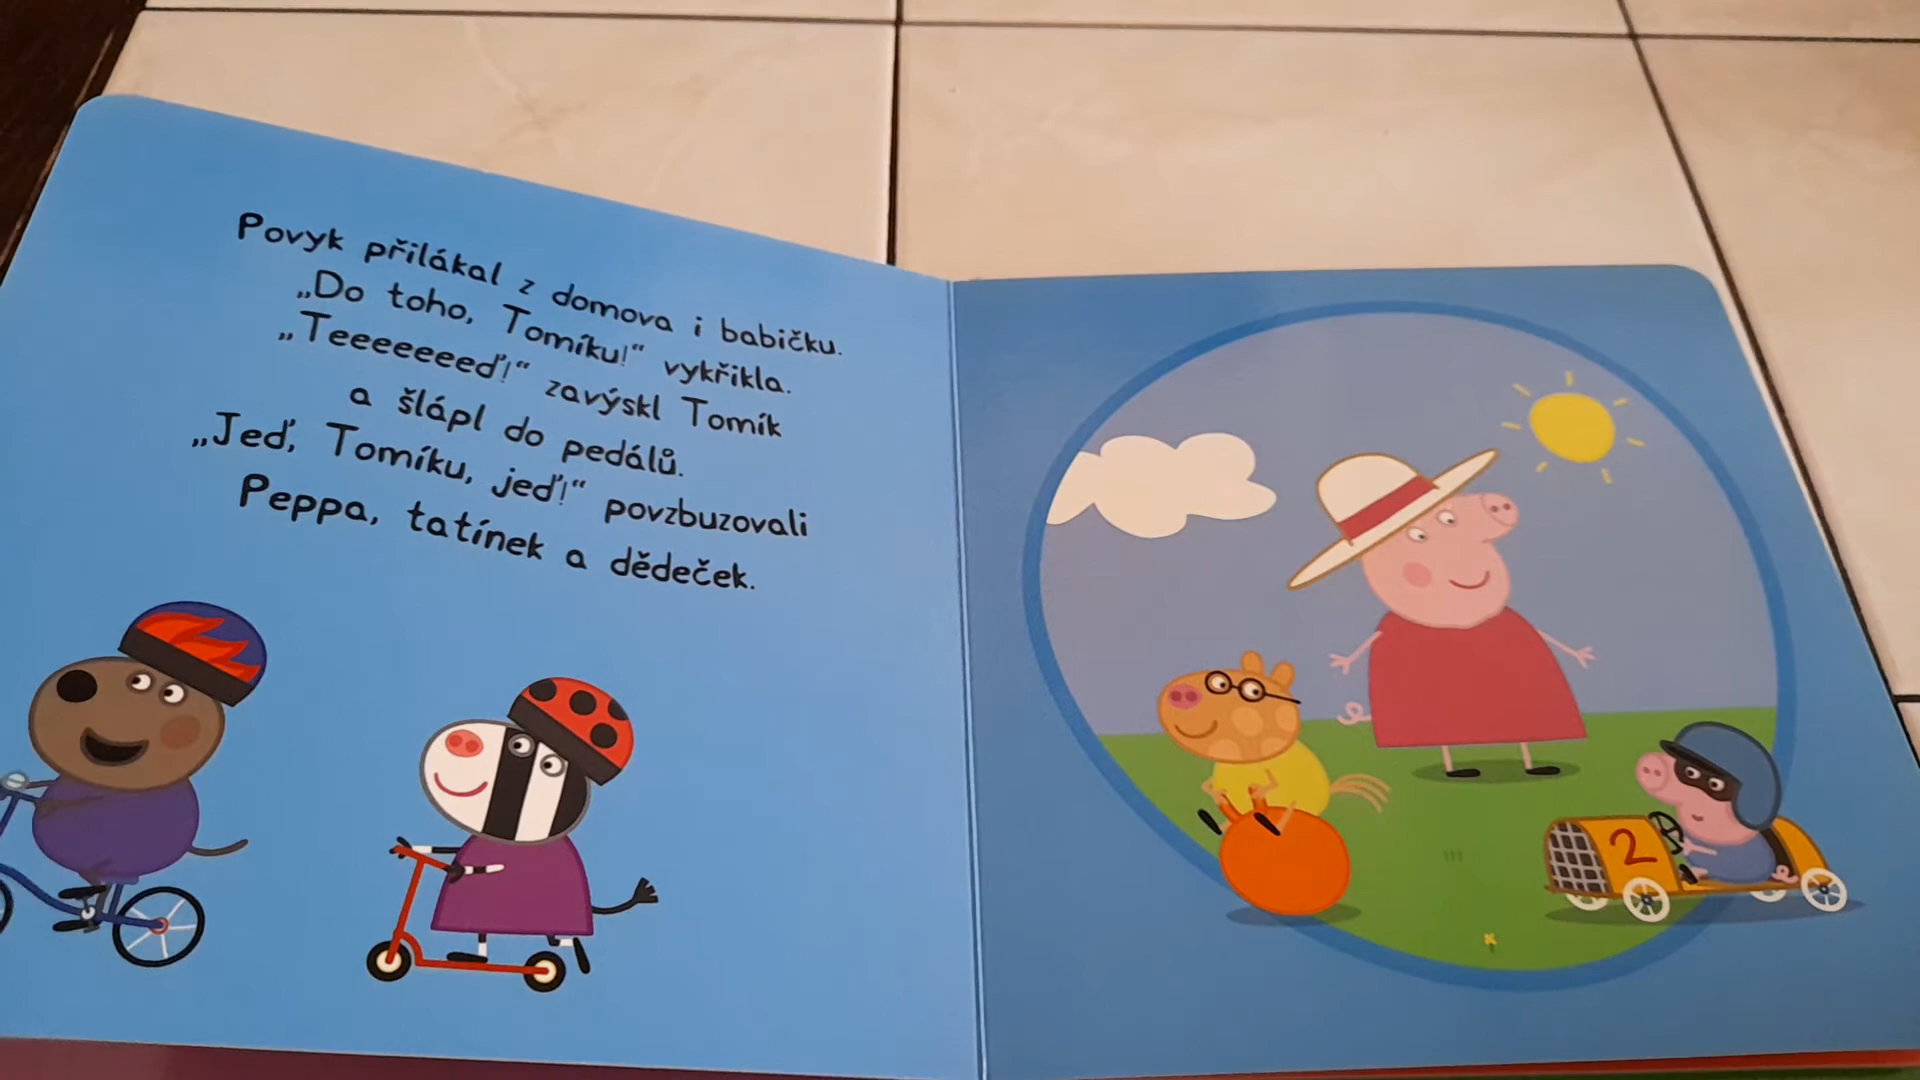 Povyk přilákal z domova i babičku.
„Do toho, Tomíku!“ vykřikla.
„Teeeeeeeď!“ zavýskl Tomík
a šlápl do pedálů.
„Jeď, Tomíku, jeď!“ povzbuzovali
Peppa, tatínek a dědeček.
2